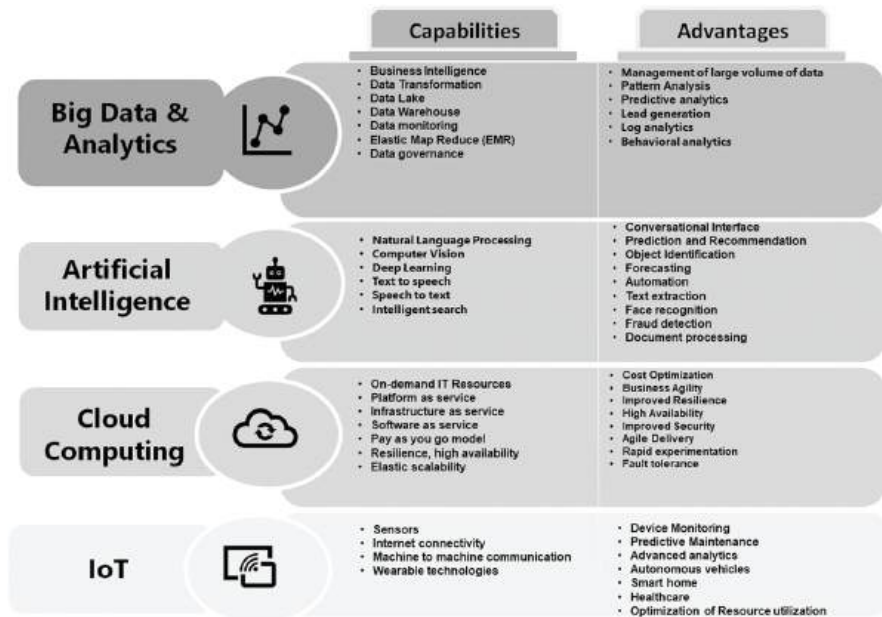 Capabilities
Advantages
Big Data &
Analytics
• Business Intelligence
• Data Transformation
• Data Lake
• Data Warehouse
• Data monitoring
• Elastic Map Reduce (EMR)
• Data governance
• Management of large volume of data
• Pattern Analysis
• Predictive analytics
• Lead generation
• Log analytics
• Behavioral analytics
Artificial
Intelligence
• Natural Language Processing
• Computer Vision
• Deep Learning
• Text to speech
• Speech to text
• Intelligent search
• Conversational Interface
• Prediction and Recommendation
• Object Identification
• Forecasting
• Automation
• Text extraction
• Face recognition
• Fraud detection
• Document processing
Cloud
Computing
• On-demand IT Resources
• Platform as service
• Infrastructure as service
• Software as service
• Pay as you go model
• Resilience, high availability
• Elastic scalability
• Cost Optimization
• Business Agility
• Improved Resilience
• High Availability
• Improved Security
• Agile Delivery
• Rapid experimentation
• Fault tolerance
IoT
• Sensors
• Internet connectivity
• Machine to machine communication
• Wearable technologies
• Device Monitoring
• Predictive Maintenance
• Advanced analytics
• Autonomous vehicles
• Smart home
• Healthcare
• Optimization of Resource utilization